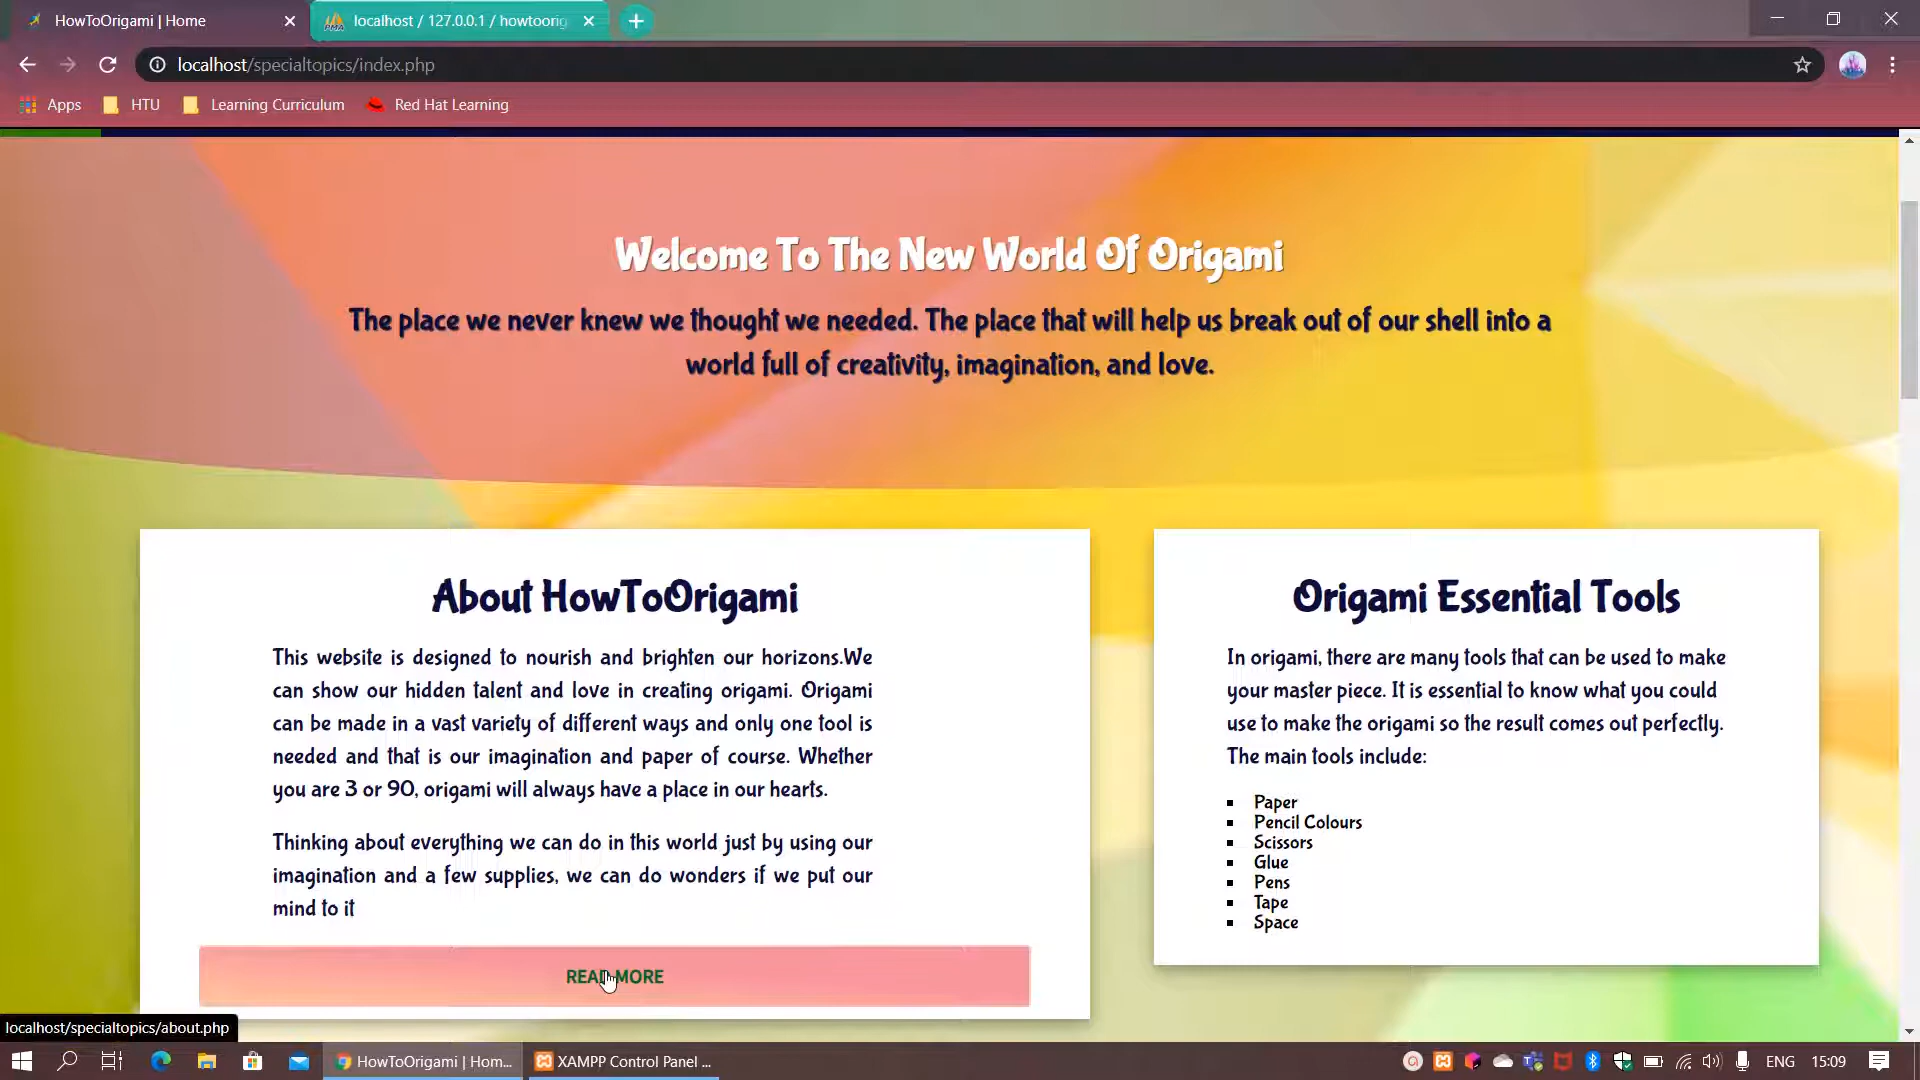 HowToOrigami | Home
localhost / 127.0.0.1 / howtoorig
localhost/specialtopics/index.php
Apps
HTU
Learning Curriculum
Red Hat Learning
Welcome To The New World Of Origami
The place we never knew we thought we needed. The place that will help us break out of our shell into a
world full of creativity, imagination, and love.
About HowToOrigami
This website is designed to nourish and brighten our horizons.We
can show our hidden talent and love in creating origami. Origami
can be made in a vast variety of different ways and only one tool is
needed and that is our imagination and paper of course. Whether
you are 3 or 90, origami will always have a place in our hearts.
Thinking about everything we can do in this world just by using our
imagination and a few supplies, we can do wonders if we put our
mind to it
READ MORE
Origami Essential Tools
In origami, there are many tools that can be used to make
your master piece. It is essential to know what you could
use to make the origami so the result comes out perfectly.
The main tools include:
Paper
Pencil Colours
Scissors
Glue
Pens
Tape
Space
localhost/specialtopics/about.php
HowToOrigami | Hom...
XAMPP Control Panel ...
ENG
15:09